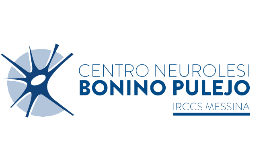 CENTRO NEUROLESI
BONINO PULEJO
IRCCS MESSINA